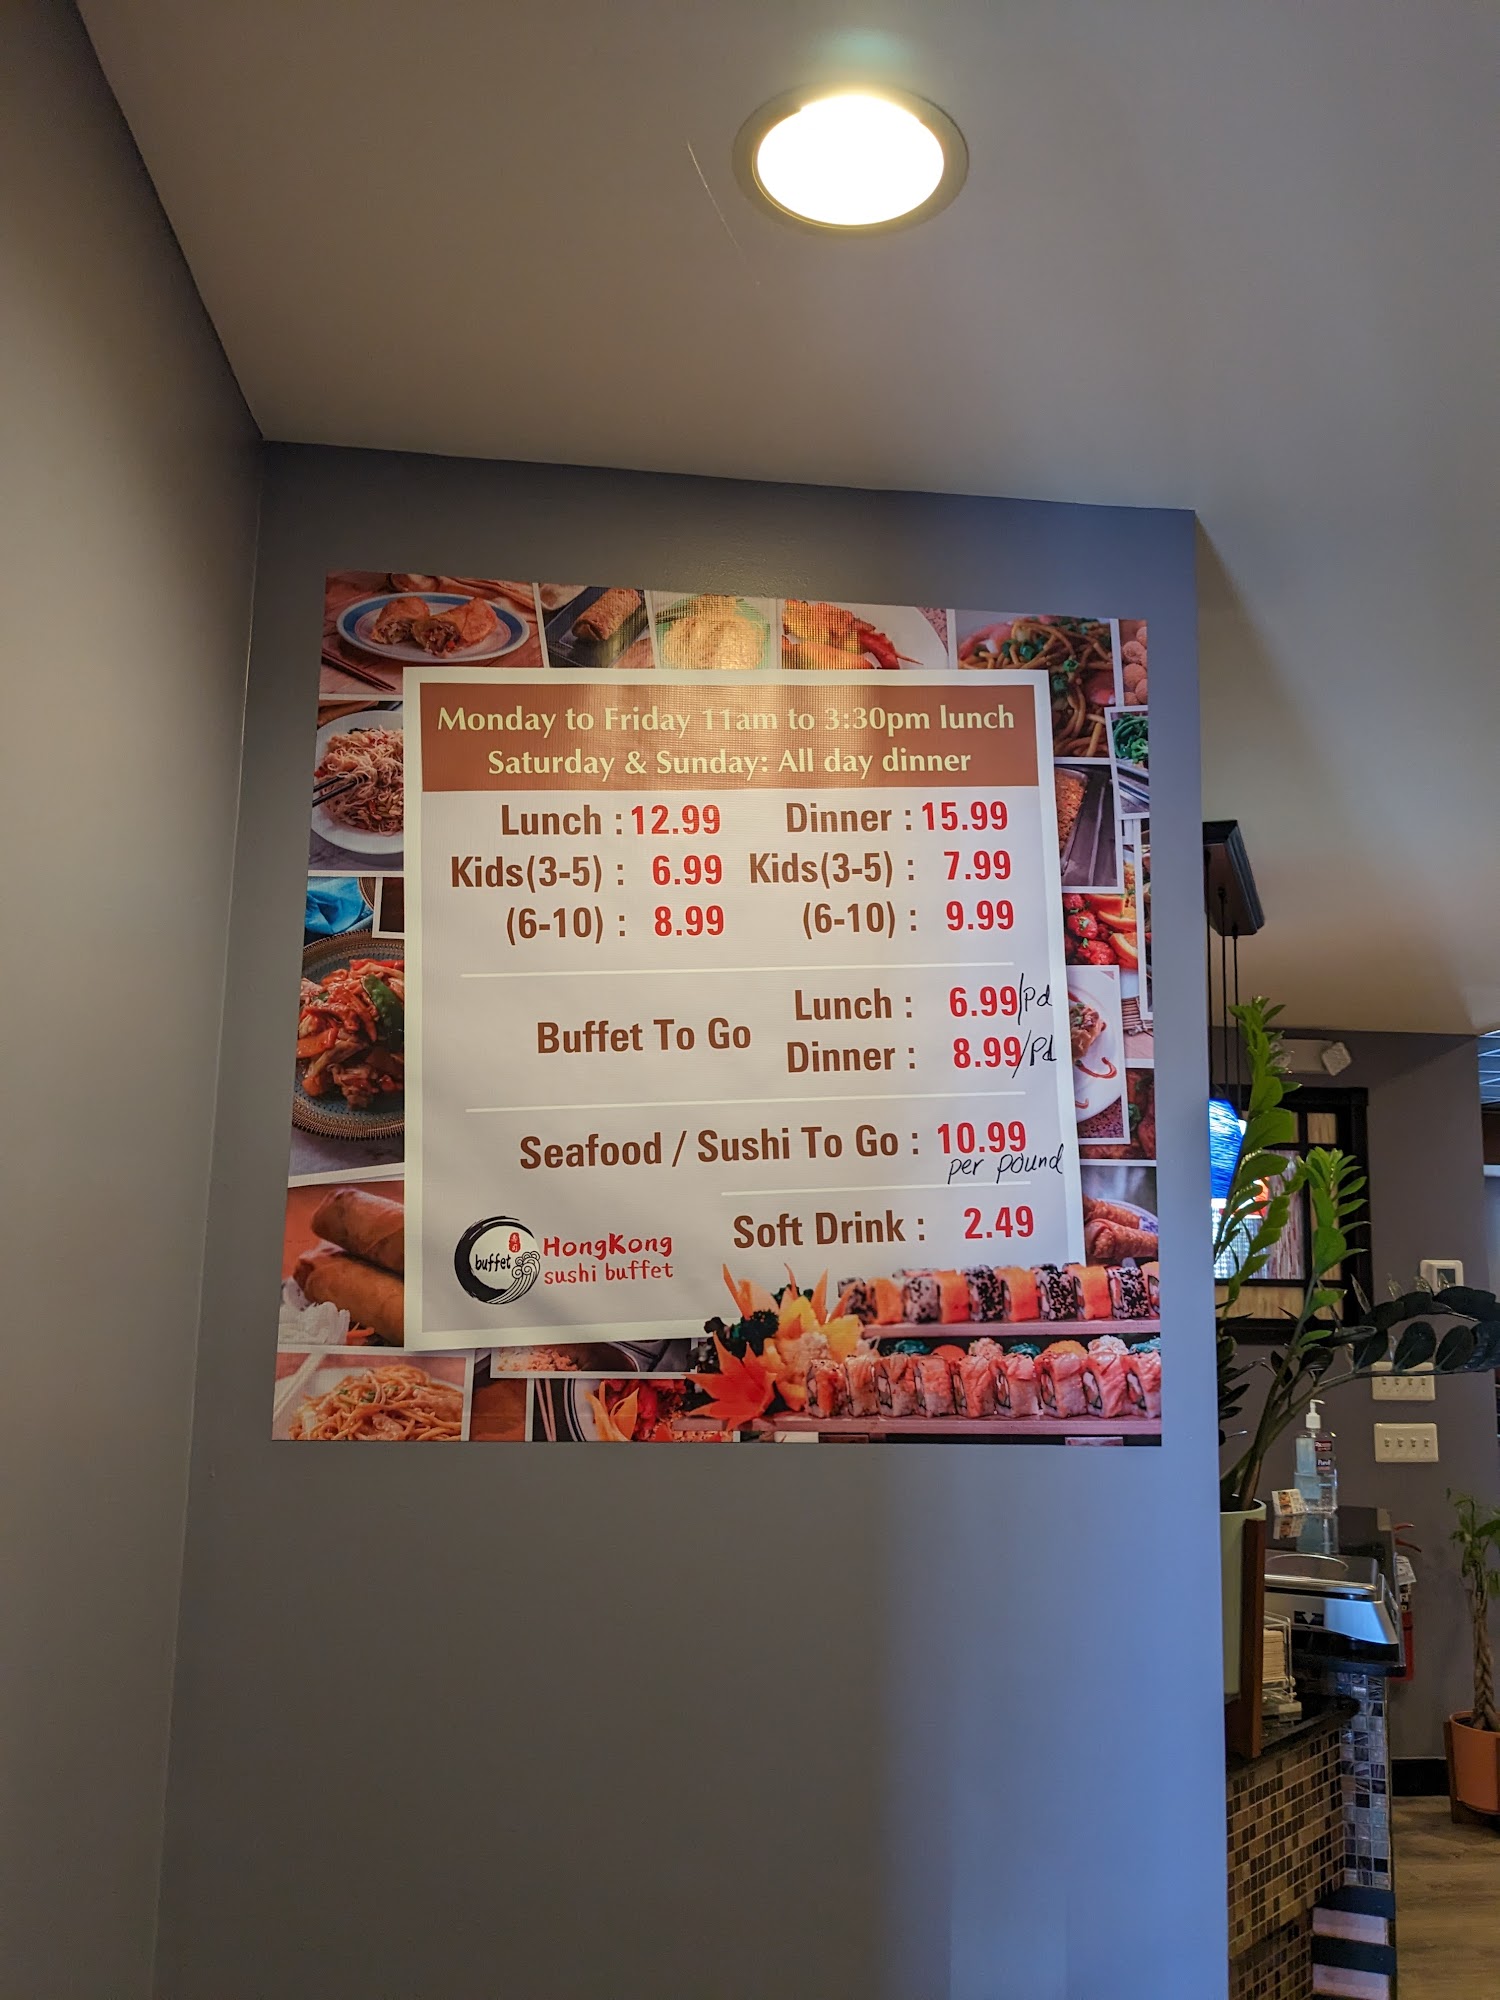 Monday to Friday 11am to 3:30pm lunch
Saturday & Sunday: All day dinner
Lunch : 12.99 Dinner : 15.99
Kids(3-5) : 6.99 Kids(3-5) : 7.99
(6-10) : 8.99 (6-10) : 9.99
Buffet To Go
Lunch : 6.99/Pd
Dinner : 8.99/Pd
Seafood / Sushi To Go : 10.99
per pound
Soft Drink : 2.49
buffet
HongKong
sushi buffet